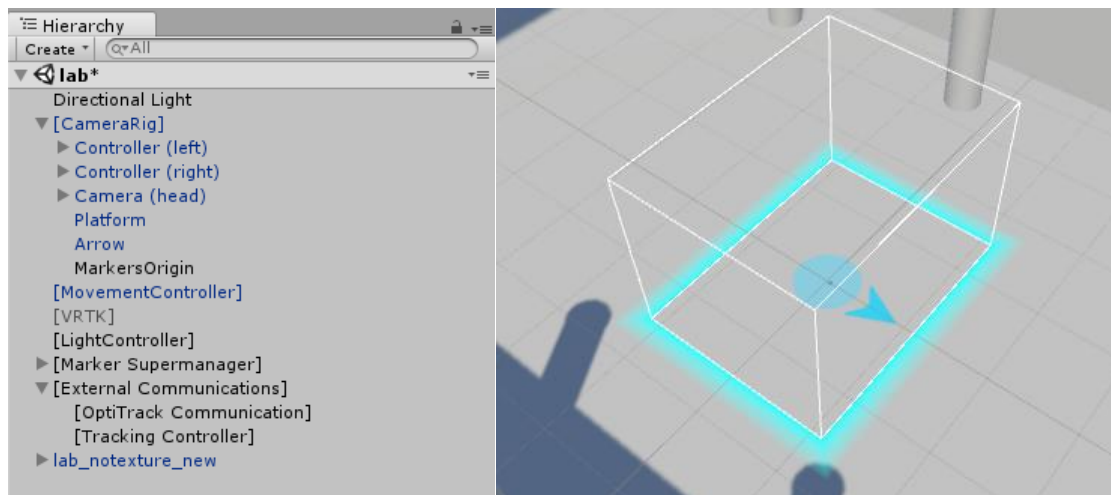 Hierarchy
Create All
lab*
Directional Light
[CameraRig]
Controller (left)
Controller (right)
Camera (head)
Platform
Arrow
MarkersOrigin
[MovementController]
[VRTK]
[LightController]
[Marker Supermanager]
[External Communications]
[OptiTrack Communication]
[Tracking Controller]
lab_notexture_new